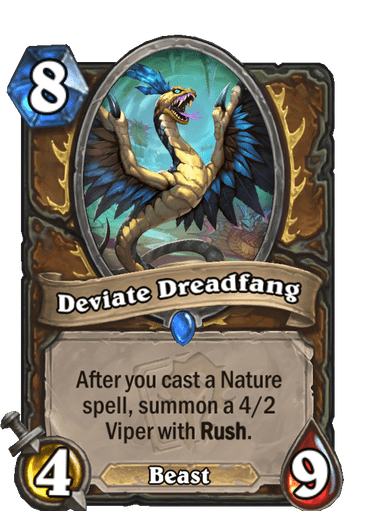 8
Deviate Dreadfang
After you cast a Nature
spell, summon a 4/2
Viper with Rush.
4
Beast
9